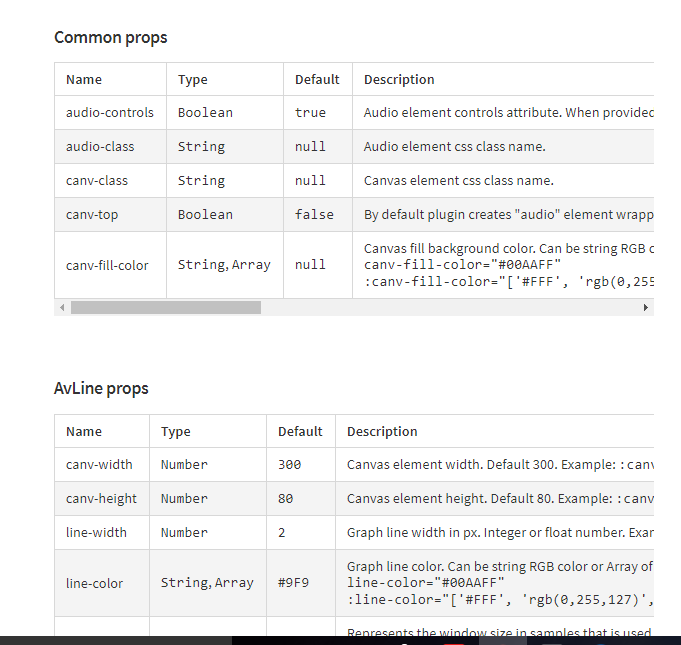 Common props
Name Type Default Description
audio-controls Boolean true Audio element controls attribute. When provided
audio-class String null Audio element css class name.
canv-class String null Canvas element css class name.
canv-top Boolean false By default plugin creates "audio" element wrapp
Canvas fill background color. Can be string RGB c
canv-fill-color String, Array null canv-fill-color="#00AAFF"
:canv-fill-color="['#FFF', 'rgb(0,255
AvLine props
Name Type Default Description
canv-width Number 300 Canvas element width. Default 300. Example: :canv
canv-height Number 80 Canvas element height. Default 80. Example: :canv
line-width Number 2 Graph line width in px. Integer or float number. Exar
Graph line color. Can be string RGB color or Array of
line-color String, Array #9F9 line-color="#00AAFF"
:line-color="['#FFF', 'rgb(0,255,127)',
Represents the window size in samples that is used